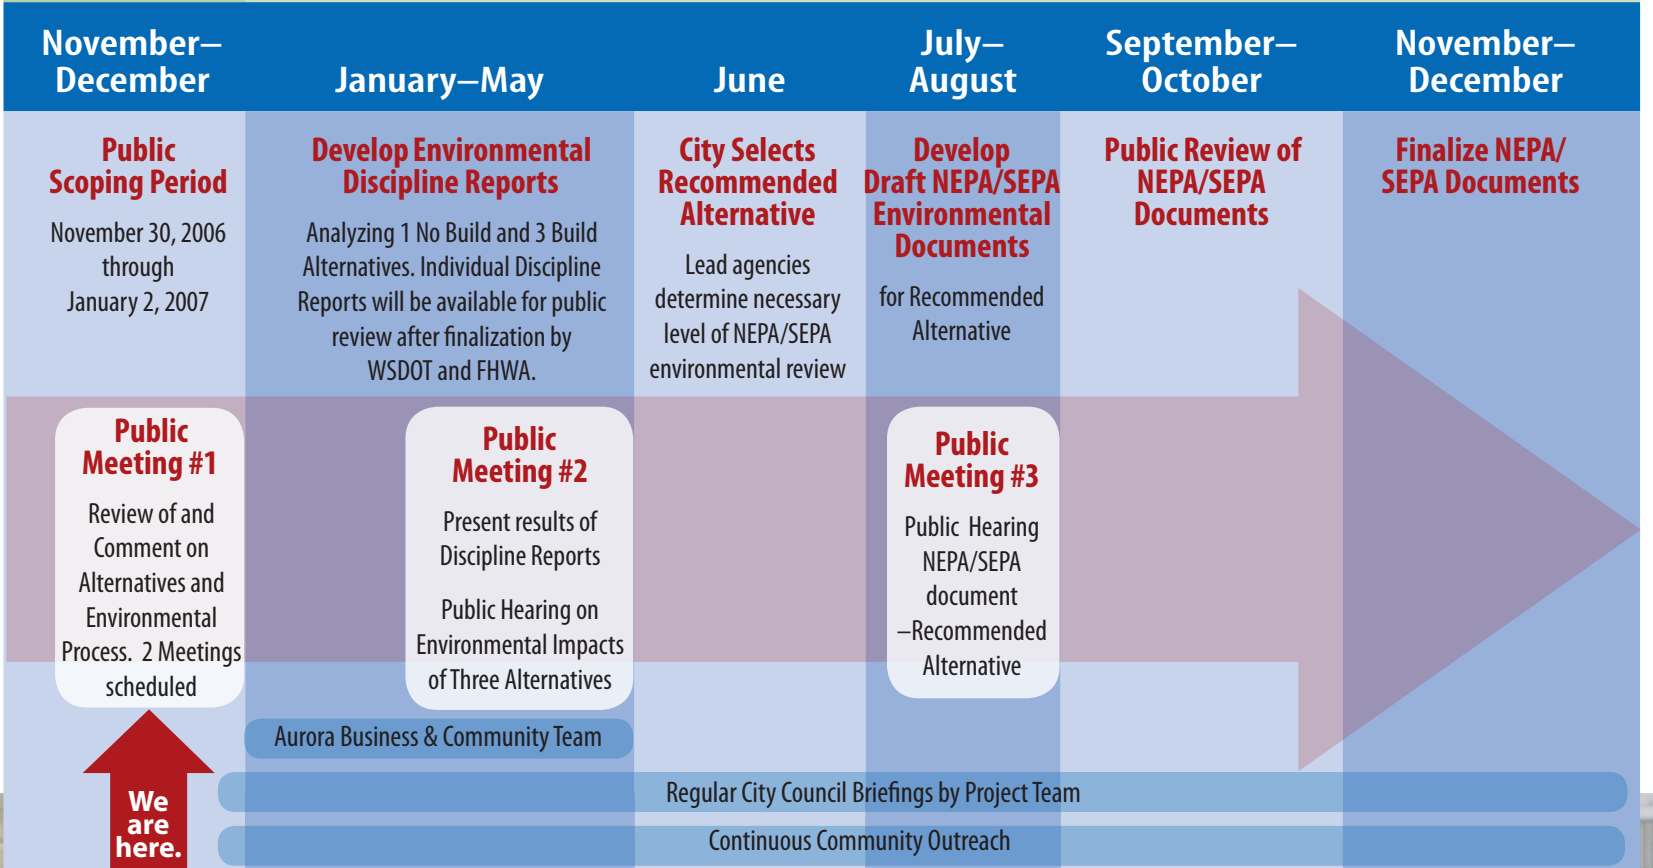 November–
December
January–May
June
July–
August
September–
October
November–
December
Public
Scoping Period
November 30, 2006
through
January 2, 2007
Develop Environmental
Discipline Reports
Analyzing 1 No Build and 3 Build
Alternatives. Individual Discipline
Reports will be available for public
review after finalization by
WSDOT and FHWA.
City Selects
Recommended
Alternative
Lead agencies
determine necessary
level of NEPA/SEPA
environmental review
Develop
Draft NEPA/SEPA
Environmental
Documents
for Recommended
Alternative
Public Review of
NEPA/SEPA
Documents
Finalize NEPA/
SEPA Documents
Public
Meeting #1
Review of and
Comment on
Alternatives and
Environmental
Process. 2 Meetings
scheduled
Public
Meeting #2
Present results of
Discipline Reports
Public Hearing on
Environmental Impacts
of Three Alternatives
Public
Meeting #3
Public Hearing
NEPA/SEPA
document
–Recommended
Alternative
Aurora Business & Community Team
Regular City Council Briefings by Project Team
Continuous Community Outreach
We
are
here.